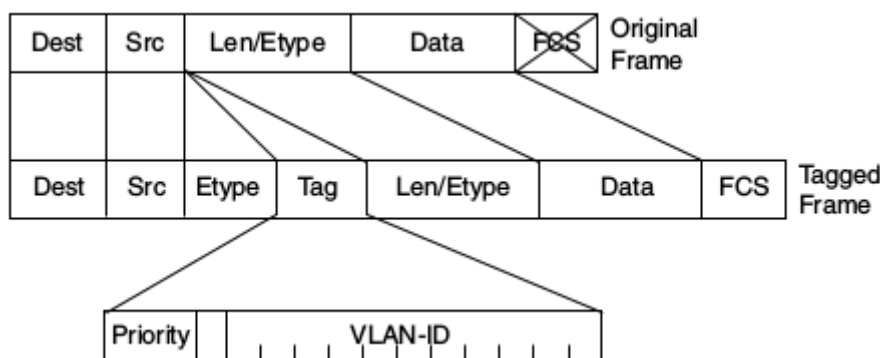 Dest Src Len/Etype Data FCS Original
Frame
Dest Src Etype Tag Len/Etype Data FCS Tagged
Frame
Priority VLAN-ID